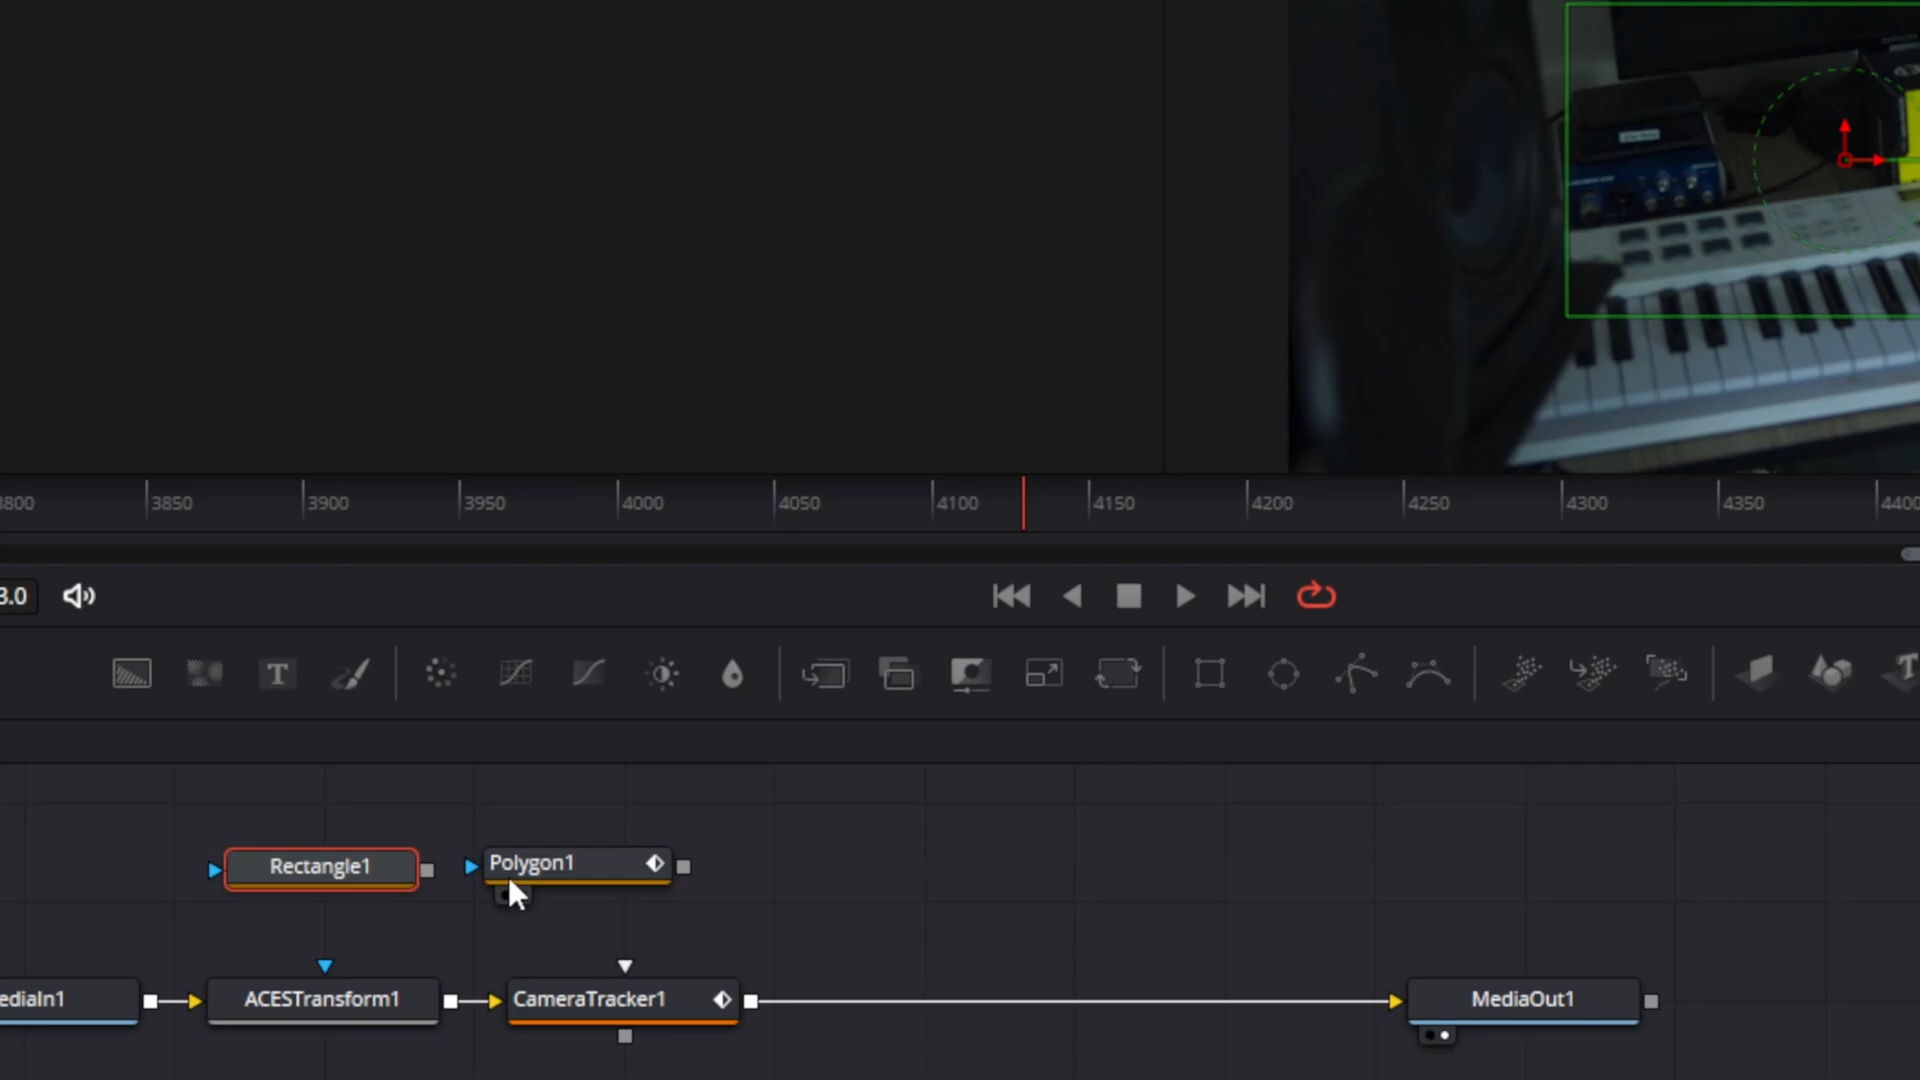 3800 3850 3900 3950 4000 4050 4100 4150 4200 4250 4300 4350 4400
3.0
T
T
Rectangle1 Polygon1
ediaIn1 ACESTransform1 CameraTracker1 MediaOut1